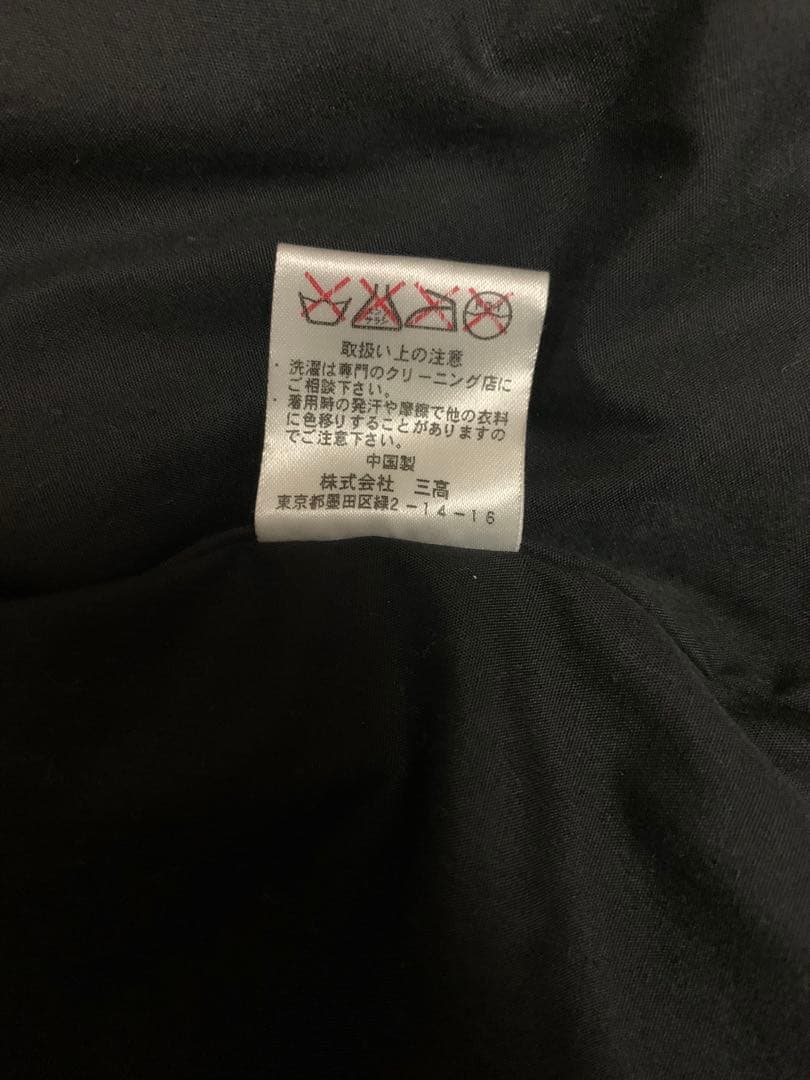 取扱い上の注意
・洗濯は専門のクリーニング店に
ご相談下さい。
・着用時の発汗や摩擦で他の衣料
に色移りすることがありますの
でご注意下さい。
中国製
株式会社 三高
東京都墨田区緑2-14-16